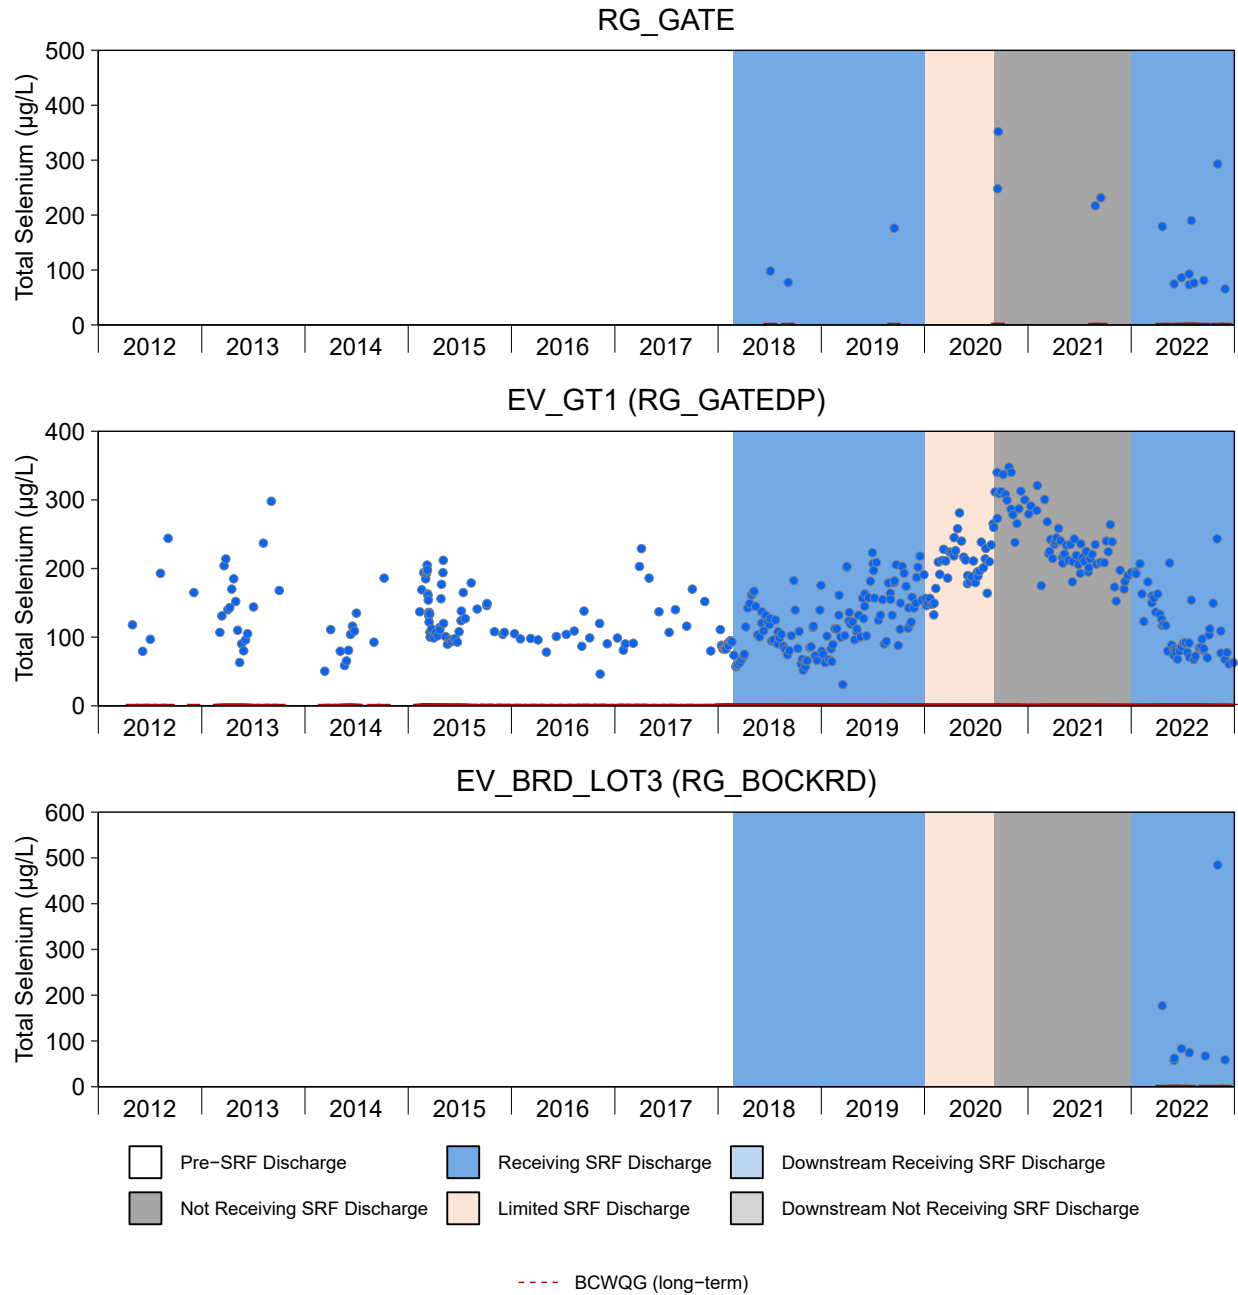 RG_GATE
Total Selenium (µg/L)
500
400
300
200
100
0
2012 2013 2014 2015 2016 2017 2018 2019 2020 2021 2022
EV_GT1 (RG_GATEDP)
Total Selenium (µg/L)
400
300
200
100
0
2012 2013 2014 2015 2016 2017 2018 2019 2020 2021 2022
EV_BRD_LOT3 (RG_BOCKRD)
Total Selenium (µg/L)
600
500
400
300
200
100
0
2012 2013 2014 2015 2016 2017 2018 2019 2020 2021 2022
Pre−SRF Discharge Receiving SRF Discharge Downstream Receiving SRF Discharge
Not Receiving SRF Discharge Limited SRF Discharge Downstream Not Receiving SRF Discharge
BCWQG (long−term)